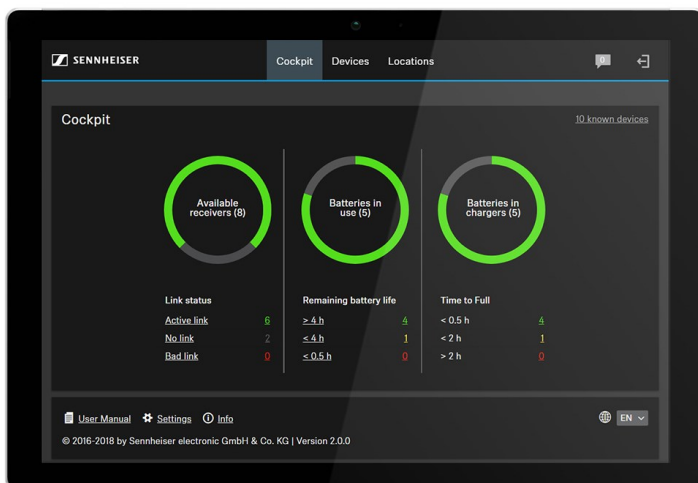 SENNHEISER
Cockpit Devices Locations 0
Cockpit 10 known devices
Available
receivers (8)
Batteries in
use (5)
Batteries in
chargers (5)
Link status
Active link 6
No link 2
Bad link 0
Remaining battery life
> 4 h 4
< 4 h 1
< 0.5 h 0
Time to Full
< 0.5 h 4
< 2 h 1
> 2 h 0
User Manual Settings Info
EN
© 2016-2018 by Sennheiser electronic GmbH & Co. KG | Version 2.0.0